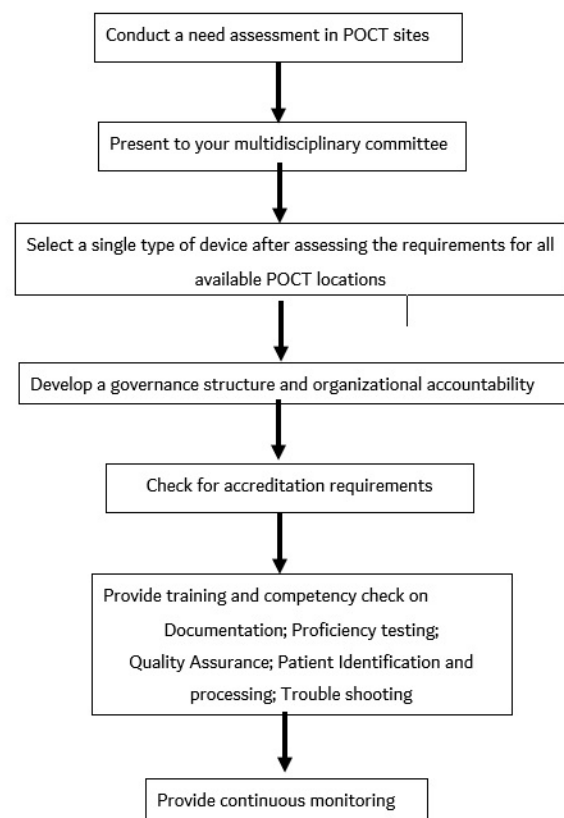 Conduct a need assessment in POCT sites
Present to your multidisciplinary committee
Select a single type of device after assessing the requirements for all
available POCT locations
Develop a governance structure and organizational accountability
Check for accreditation requirements
Provide training and competency check on
Documentation; Proficiency testing;
Quality Assurance; Patient Identification and
processing; Trouble shooting
Provide continuous monitoring